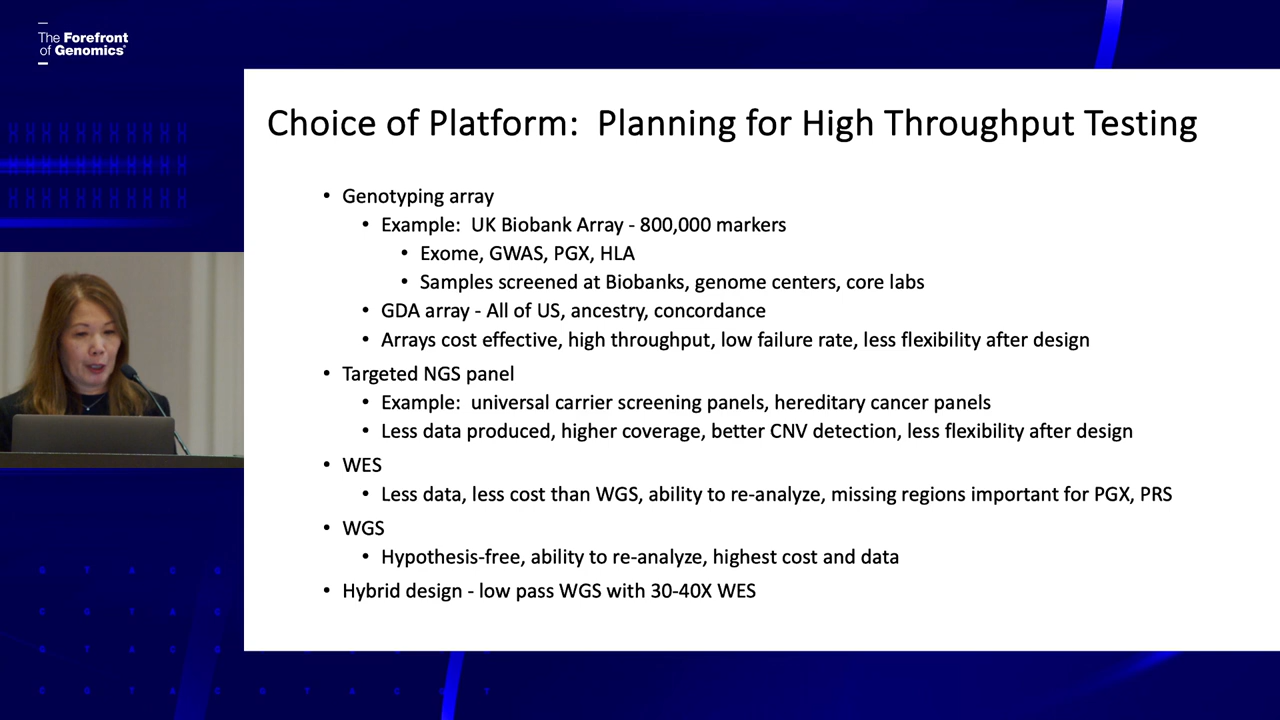 The Forefront
of Genomics®
Choice of Platform: Planning for High Throughput Testing
• Genotyping array
• Example: UK Biobank Array - 800,000 markers
• Exome, GWAS, PGX, HLA
• Samples screened at Biobanks, genome centers, core labs
• GDA array - All of US, ancestry, concordance
• Arrays cost effective, high throughput, low failure rate, less flexibility after design
• Targeted NGS panel
• Example: universal carrier screening panels, hereditary cancer panels
• Less data produced, higher coverage, better CNV detection, less flexibility after design
• WES
• Less data, less cost than WGS, ability to re-analyze, missing regions important for PGX, PRS
• WGS
• Hypothesis-free, ability to re-analyze, highest cost and data
• Hybrid design - low pass WGS with 30-40X WES